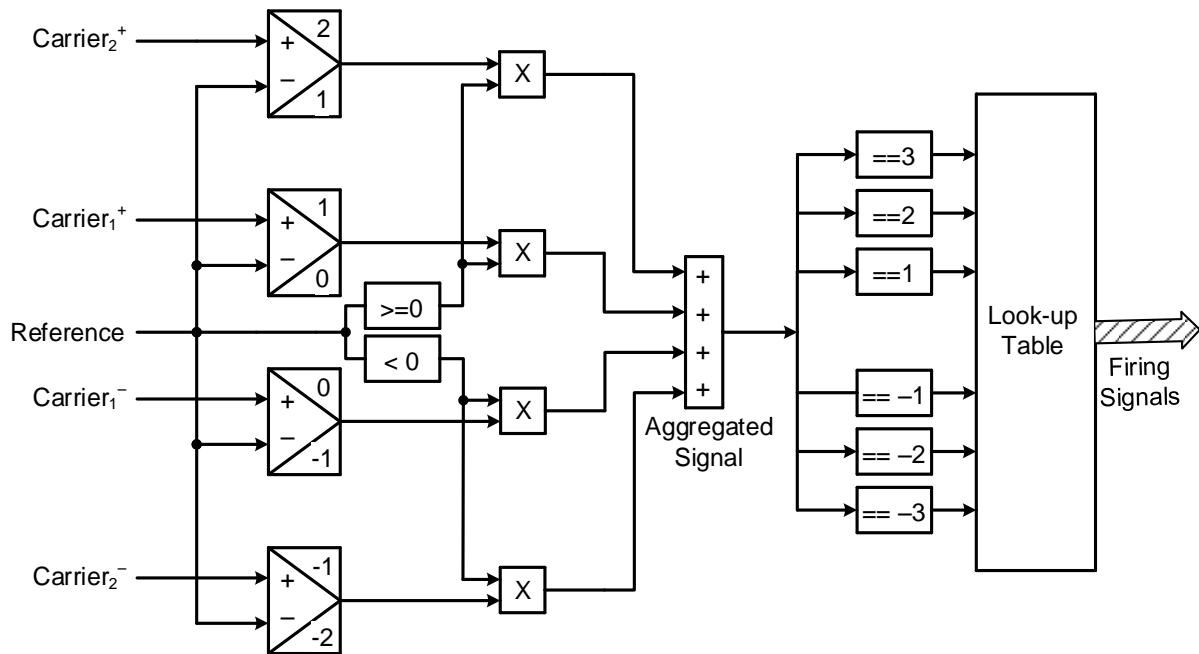 Carrier₂⁺
+
−
2
1
X
Carrier₁⁺
+
−
1
0
X
Reference
>=0
< 0
Carrier₁⁻
+
−
0
-1
X
Carrier₂⁻
+
−
-1
-2
X
+
+
+
+
Aggregated
Signal
==3
==2
==1
== −1
== −2
== −3
Look-up
Table
Firing
Signals